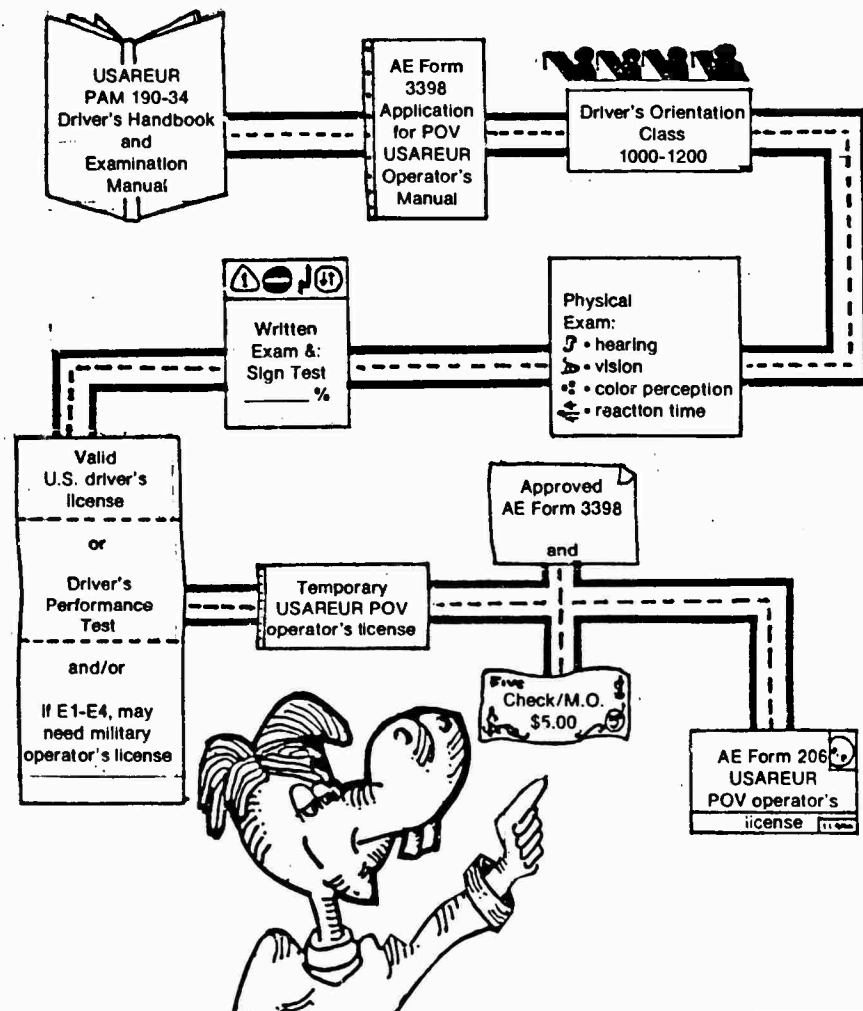 USAREUR
PAM 190-34
Driver's Handbook
and
Examination
Manual
AE Form
3398
Application
for POV
USAREUR
Operator's
Manual
Driver's Orientation
Class
1000-1200
Physical
Exam:
• hearing
• vision
• color perception
• reaction time
Written
Exam &:
Sign Test
______ %
Valid
U.S. driver's
license
or
Driver's
Performance
Test
and/or
If E1-E4, may
need military
operator's license
Temporary
USAREUR POV
operator's license
Approved
AE Form 3398
and
FIVE
Check/M.O.
$5.00
AE Form 206
USAREUR
POV operator's
license